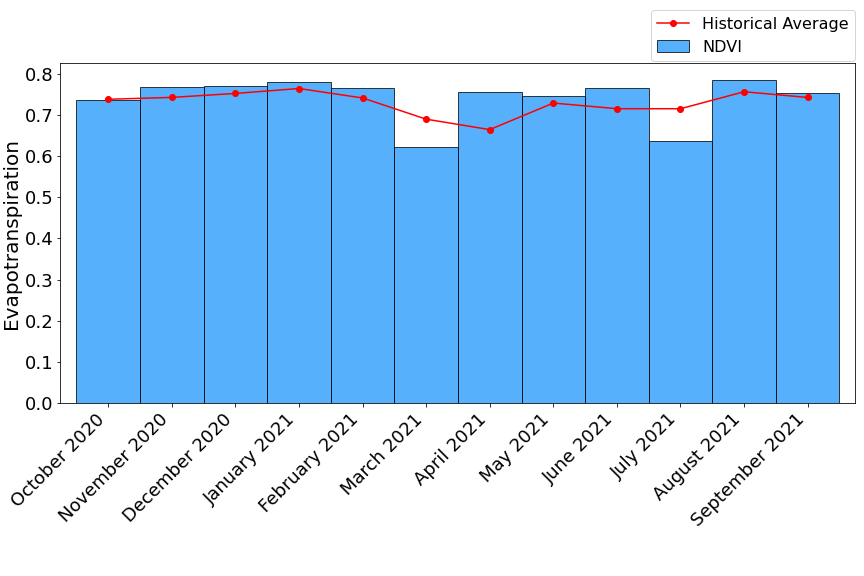 Historical Average
NDVI
Evapotranspiration
0.8
0.7
0.6
0.5
0.4
0.3
0.2
0.1
0.0
October 2020
November 2020
December 2020
January 2021
February 2021
March 2021
April 2021
May 2021
June 2021
July 2021
August 2021
September 2021